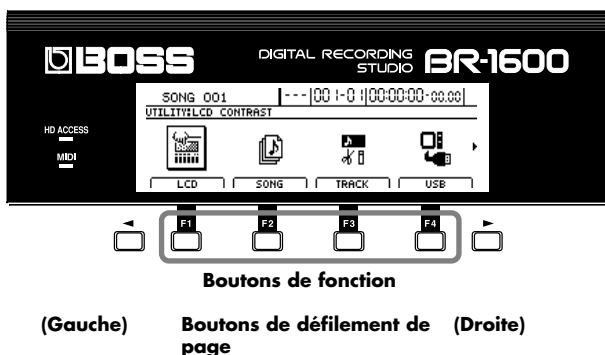 BOSS DIGITAL RECORDING STUDIO BR-1600
SONG 001 ---|001-01|00:00:00-00.00|
UTILITY:LCD CONTRAST
HD ACCESS
MIDI
LCD SONG TRACK USB
◄ F1 F2 F3 F4 ►
Boutons de fonction
(Gauche) Boutons de défilement de (Droite)
page